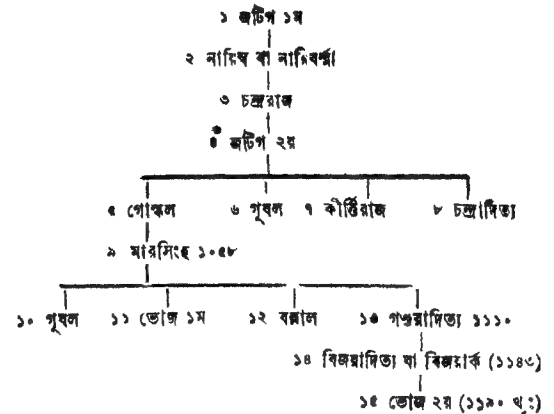 ১ জটিগ ১ম
২ নায়িম্ম বা নায়িবর্ম্মা
৩ চন্দ্ররাজ
৪ জটিগ ২য়
৫ গোঙ্কল ৬ গূবল ৭ কীর্ত্তিরাজ ৮ চন্দ্রাদিত্য
৯ মারসিংহ ১০৫৮
১০ গূবল ১১ ভোজ ১ম ১২ বল্লাল ১৩ গণ্ডরাদিত্য ১১১০
১৪ বিজয়াদিত্য বা বিজয়ার্ক (১১৪৩)
১৫ ভোজ ২য় (১১৯০ খৃঃ)